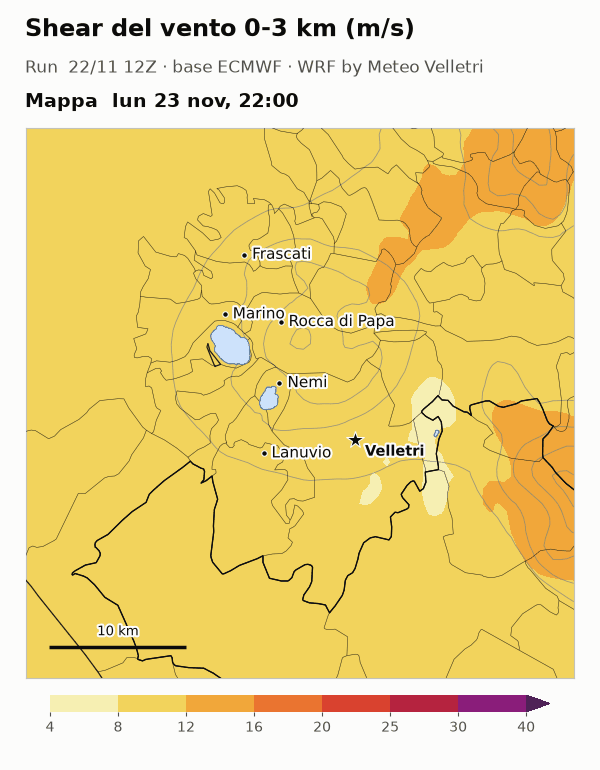 Shear del vento 0-3 km (m/s)
Run  22/11 12Z · base ECMWF · WRF by Meteo Velletri
Mappa  lun 23 nov, 22:00
Frascati
Marino
Rocca di Papa
Nemi
Velletri
Lanuvio
10 km
4 8 12 16 20 25 30 40